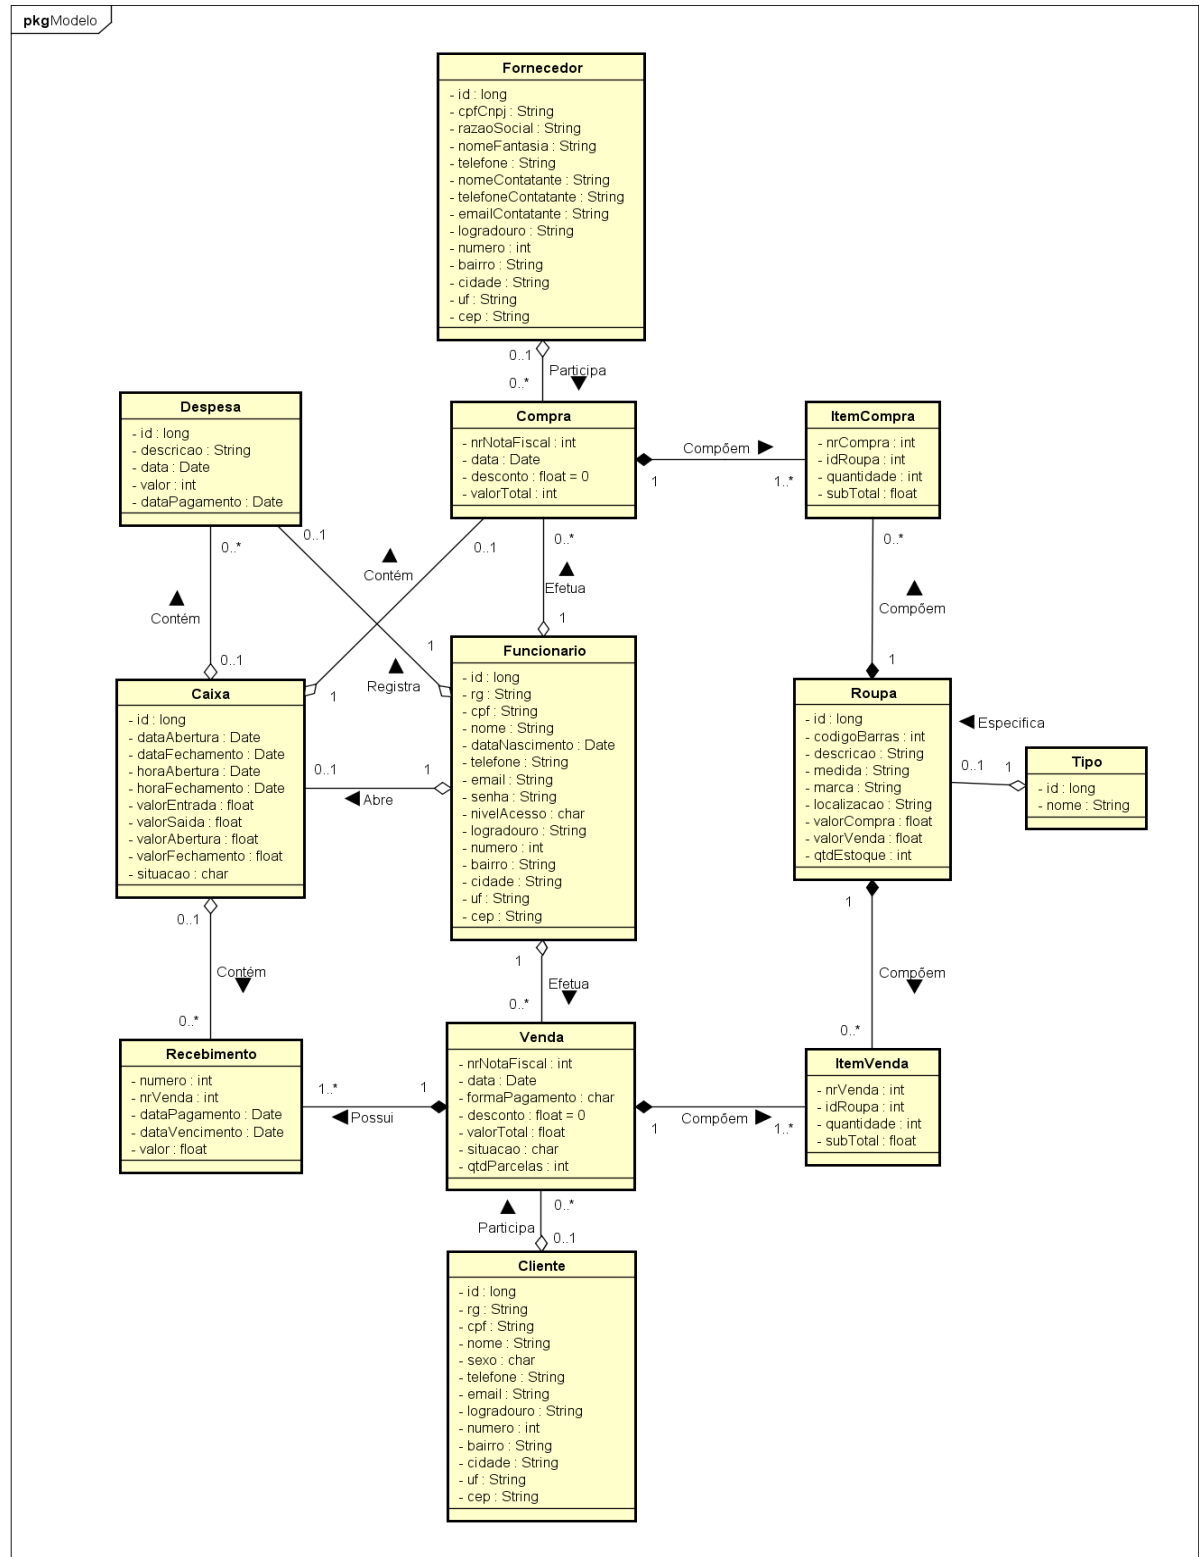 pkgModelo
Fornecedor
- id : long
- cpfCnpj : String
- razaoSocial : String
- nomeFantasia : String
- telefone : String
- nomeContatante : String
- telefoneContatante : String
- emailContatante : String
- logradouro : String
- numero : int
- bairro : String
- cidade : String
- uf : String
- cep : String
0..1
Participa
0..*
Despesa
- id : long
- descricao : String
- data : Date
- valor : int
- dataPagamento : Date
Compra
- nrNotaFiscal : int
- data : Date
- desconto : float = 0
- valorTotal : int
Compõem
1
1..*
ItemCompra
- nrCompra : int
- idRoupa : int
- quantidade : int
- subTotal : float
0..*
0..1
0..1
0..*
0..*
Contém
Efetua
Contém
Compõem
1
1
1
0..1
1
Registra
Caixa
- id : long
- dataAbertura : Date
- dataFechamento : Date
- horaAbertura : Date
- horaFechamento : Date
- valorEntrada : float
- valorSaida : float
- valorAbertura : float
- valorFechamento : float
- situacao : char
0..1
1
Abre
Funcionario
- id : long
- rg : String
- cpf : String
- nome : String
- dataNascimento : Date
- telefone : String
- email : String
- senha : String
- nivelAcesso : char
- logradouro : String
- numero : int
- bairro : String
- cidade : String
- uf : String
- cep : String
Roupa
- id : long
- codigoBarras : int
- descricao : String
- medida : String
- marca : String
- localizacao : String
- valorCompra : float
- valorVenda : float
- qtdEstoque : int
Especifica
0..1
1
Tipo
- id : long
- nome : String
0..1
Contém
0..*
1
Efetua
0..*
1
Compõem
0..*
Recebimento
- numero : int
- nrVenda : int
- dataPagamento : Date
- dataVencimento : Date
- valor : float
1..*
1
Possui
Venda
- nrNotaFiscal : int
- data : Date
- formaPagamento : char
- desconto : float = 0
- valorTotal : float
- situacao : char
- qtdParcelas : int
Compõem
1
1..*
ItemVenda
- nrVenda : int
- idRoupa : int
- quantidade : int
- subTotal : float
0..*
Participa
0..1
Cliente
- id : long
- rg : String
- cpf : String
- nome : String
- sexo : char
- telefone : String
- email : String
- logradouro : String
- numero : int
- bairro : String
- cidade : String
- uf : String
- cep : String